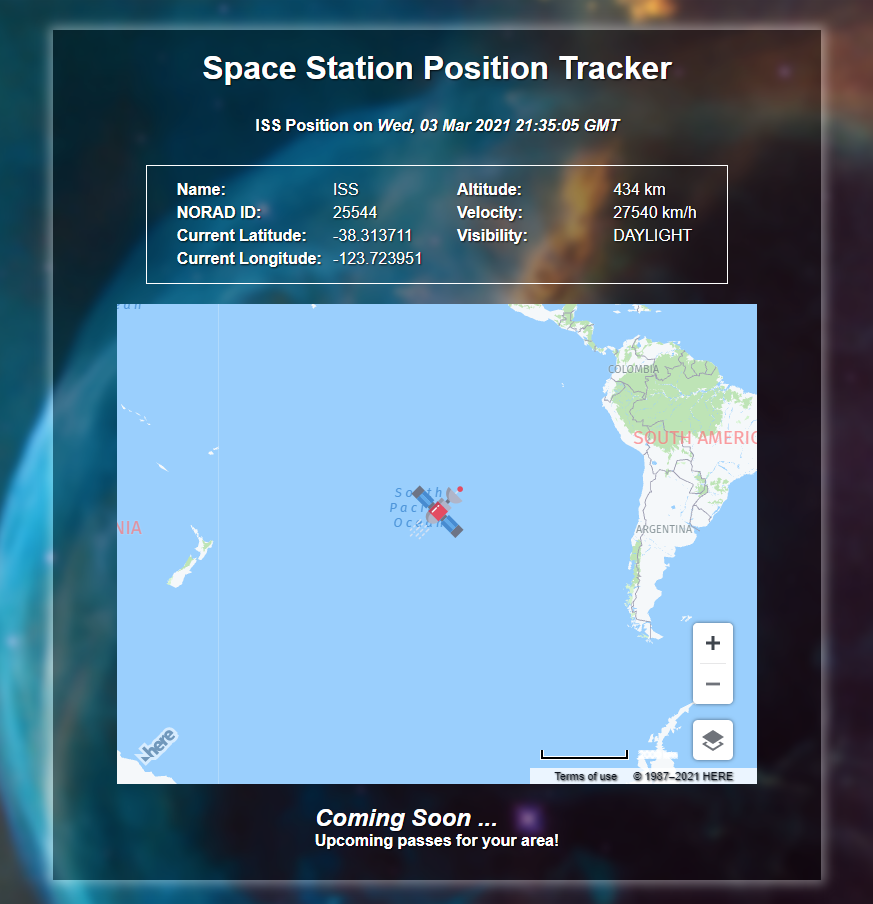 Space Station Position Tracker
ISS Position on Wed, 03 Mar 2021 21:35:05 GMT
Name: ISS Altitude: 434 km
NORAD ID: 25544 Velocity: 27540 km/h
Current Latitude: -38.313711 Visibility: DAYLIGHT
Current Longitude: -123.723951
COLOMBIA
SOUTH AMERIC
South
Pacific
Ocean
NIA
ARGENTINA
+
−
here
Terms of use © 1987–2021 HERE
Coming Soon ...
Upcoming passes for your area!